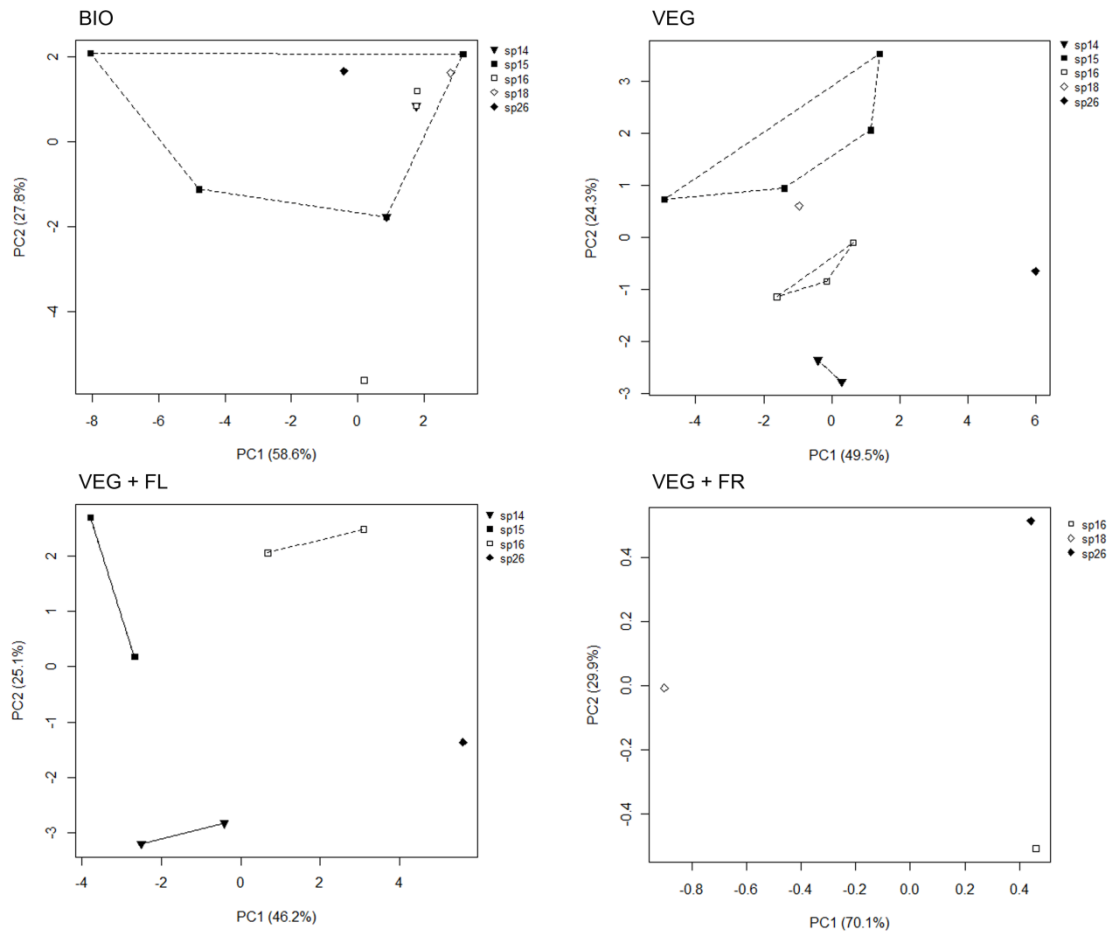 BIO
sp14
sp15
sp16
sp18
sp26
2
0
-2
-4
PC2 (27.8%)
-8
-6
-4
-2
0
2
PC1 (58.6%)
VEG
sp14
sp15
sp16
sp18
sp26
3
2
1
0
-1
-2
-3
PC2 (24.3%)
-4
-2
0
2
4
6
PC1 (49.5%)
VEG + FL
sp14
sp15
sp16
sp26
2
1
0
-1
-2
-3
PC2 (25.1%)
-4
-2
0
2
4
PC1 (46.2%)
VEG + FR
sp16
sp18
sp26
0.4
0.2
0.0
-0.2
-0.4
PC2 (29.9%)
-0.8
-0.6
-0.4
-0.2
0.0
0.2
0.4
PC1 (70.1%)